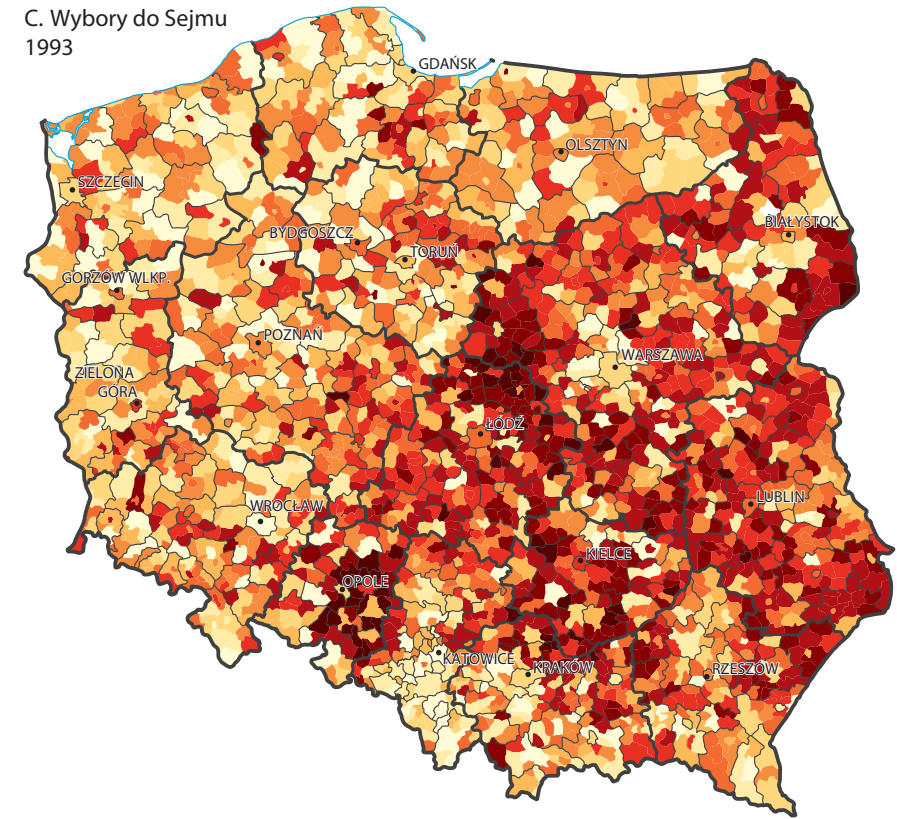 C. Wybory do Sejmu
1993
GDAŃSK
OLSZTYN
SZCZECIN
BIAŁYSTOK
BYDGOSZCZ
TORUŃ
GORZÓW WLKP.
POZNAŃ
WARSZAWA
ZIELONA
GÓRA
ŁÓDŹ
LUBLIN
WROCŁAW
KIELCE
OPOLE
KATOWICE
KRAKÓW
RZESZÓW